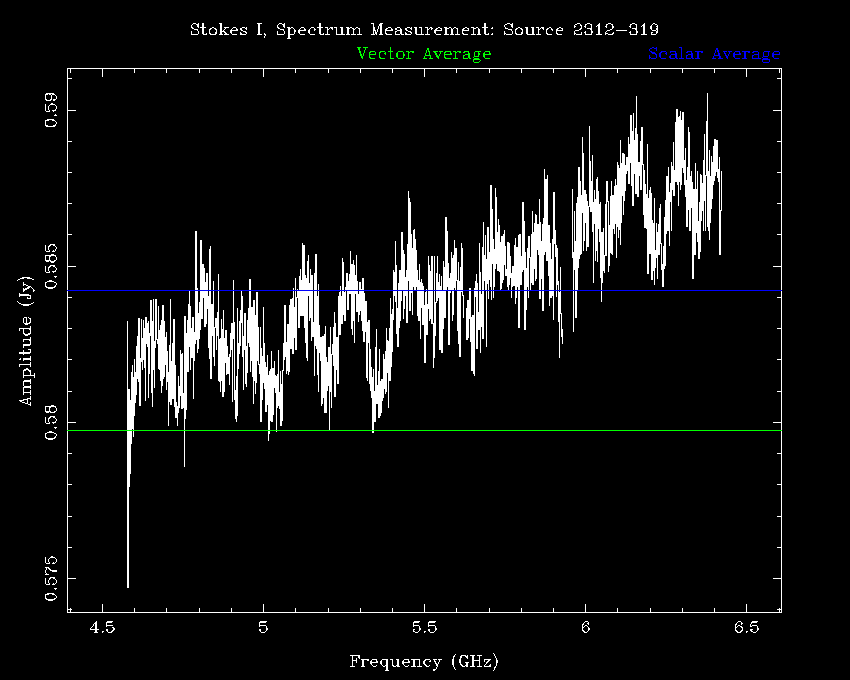 Stokes I, Spectrum Measurement: Source 2312−319
Vector Average Scalar Average
0.59
0.585
0.58
0.575
Amplitude (Jy)
4.5 5 5.5 6 6.5
Frequency (GHz)